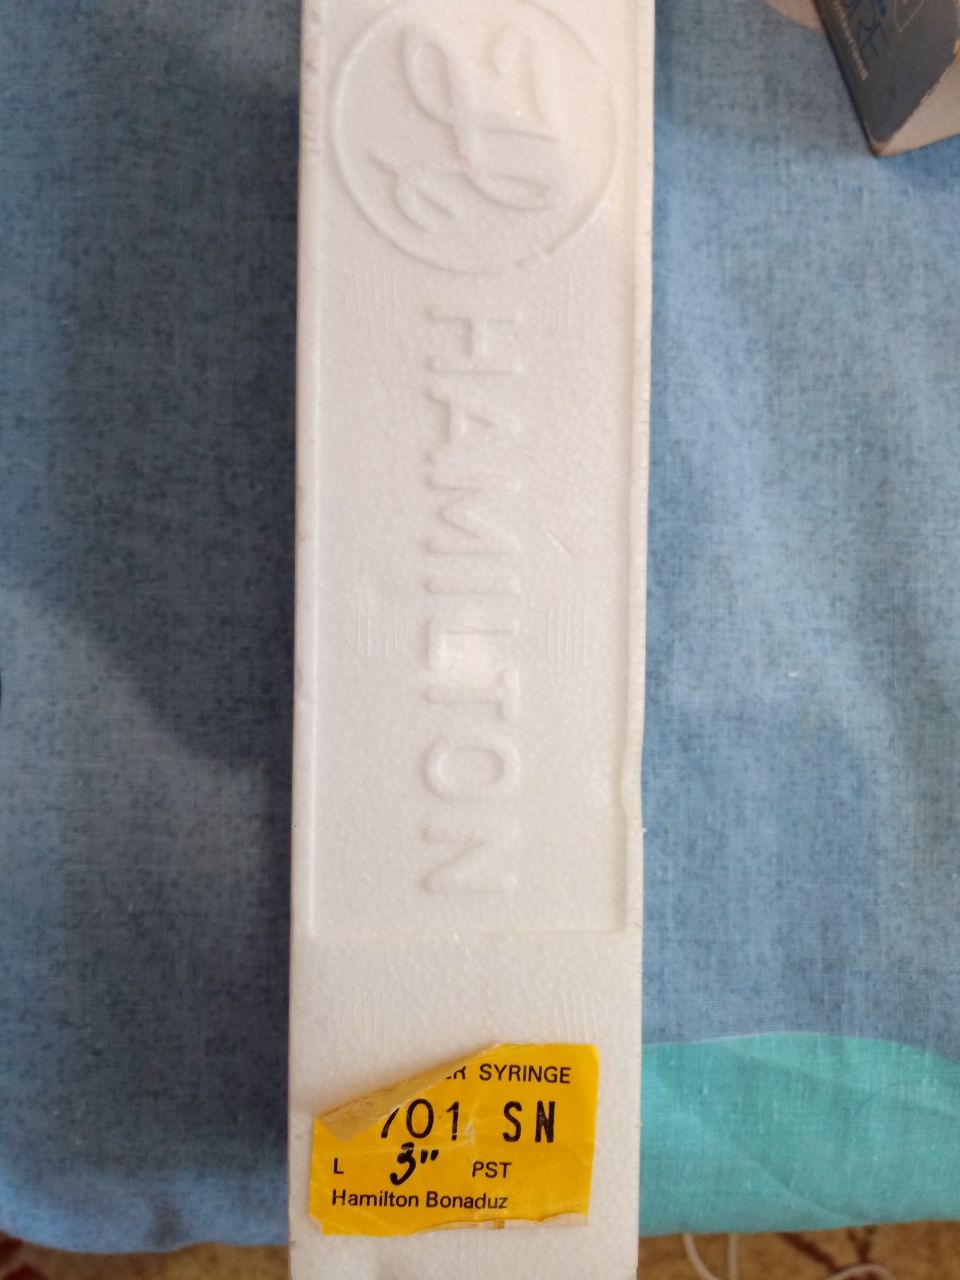 HAMILTON
SYRINGE
701 SN
L 3" PST
Hamilton Bonaduz